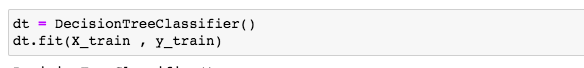 dt = DecisionTreeClassifier()
dt.fit(X_train , y_train)